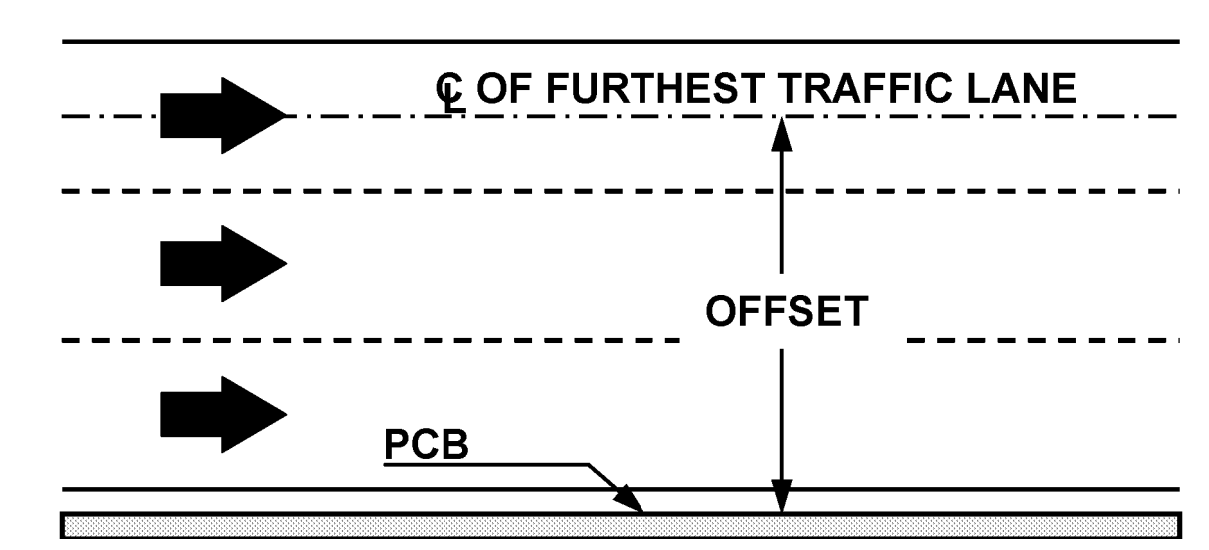 ℄ OF FURTHEST TRAFFIC LANE
OFFSET
PCB